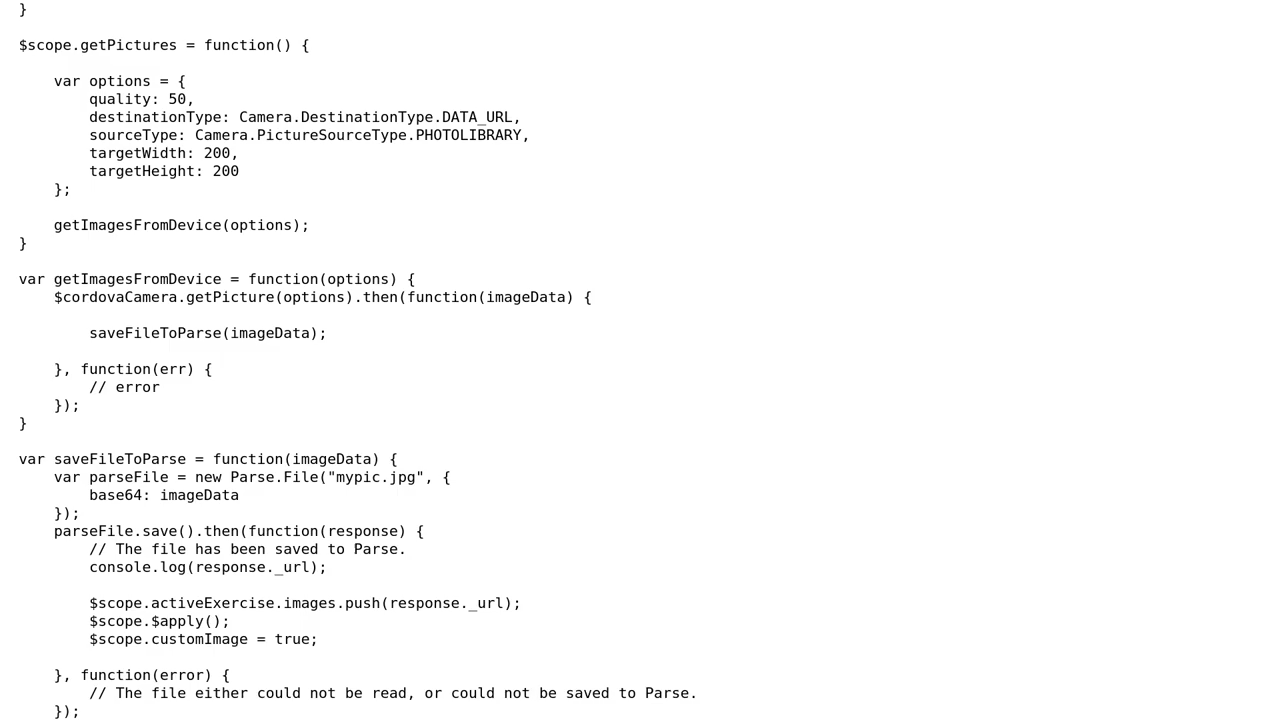 }
$scope.getPictures = function() {
var options = {
quality: 50,
destinationType: Camera.DestinationType.DATA_URL,
sourceType: Camera.PictureSourceType.PHOTOLIBRARY,
targetWidth: 200,
targetHeight: 200
};
getImagesFromDevice(options);
}
var getImagesFromDevice = function(options) {
$cordovaCamera.getPicture(options).then(function(imageData) {
saveFileToParse(imageData);
}, function(err) {
// error
});
}
var saveFileToParse = function(imageData) {
var parseFile = new Parse.File("mypic.jpg", {
base64: imageData
});
parseFile.save().then(function(response) {
// The file has been saved to Parse.
console.log(response._url);
$scope.activeExercise.images.push(response._url);
$scope.$apply();
$scope.customImage = true;
}, function(error) {
// The file either could not be read, or could not be saved to Parse.
});